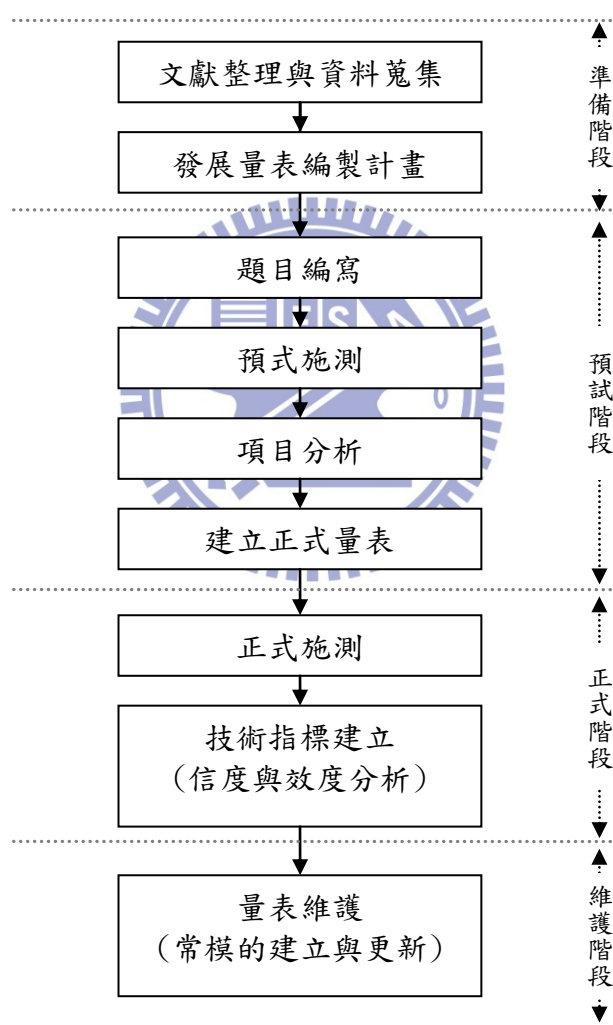 文獻整理與資料蒐集
發展量表編製計畫
準備階段
題目編寫
預式施測
項目分析
建立正式量表
預試階段
正式施測
技術指標建立
（信度與效度分析）
正式階段
量表維護
（常模的建立與更新）
維護階段